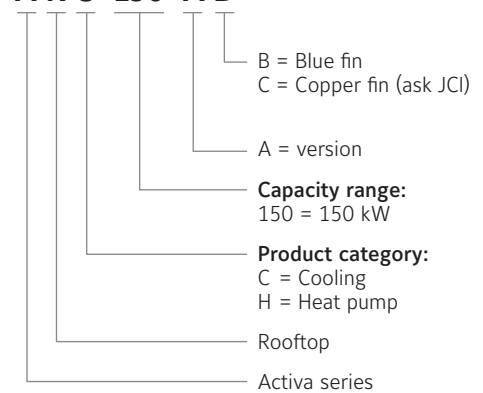 B = Blue fin
C = Copper fin (ask JCI)
A = version
Capacity range:
150 = 150 kW
Product category:
C = Cooling
H = Heat pump
Rooftop
Activa series